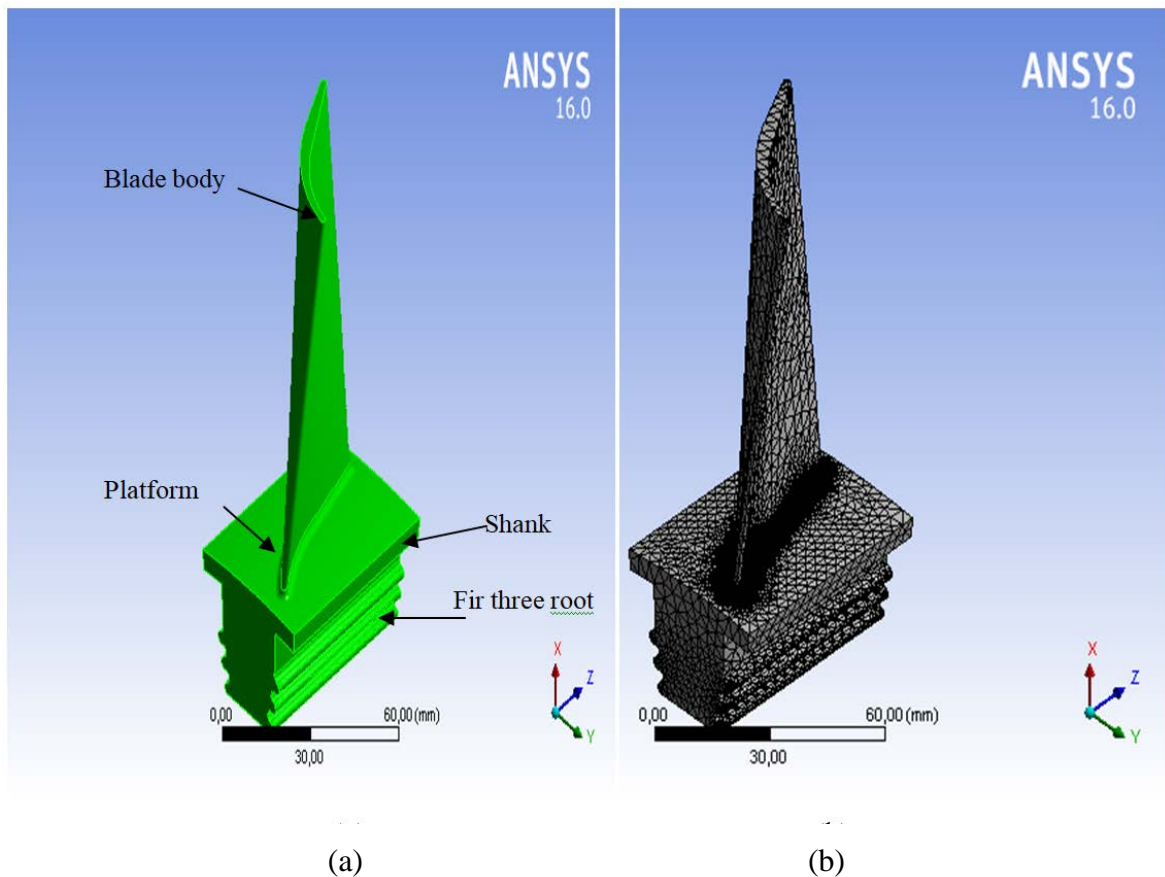 ANSYS
16.0
Blade body
Platform
Shank
Fir three root
0,00
60,00 (mm)
30,00
X
Z
Y
ANSYS
16.0
0,00
60,00 (mm)
30,00
X
Z
Y
(a)
(b)